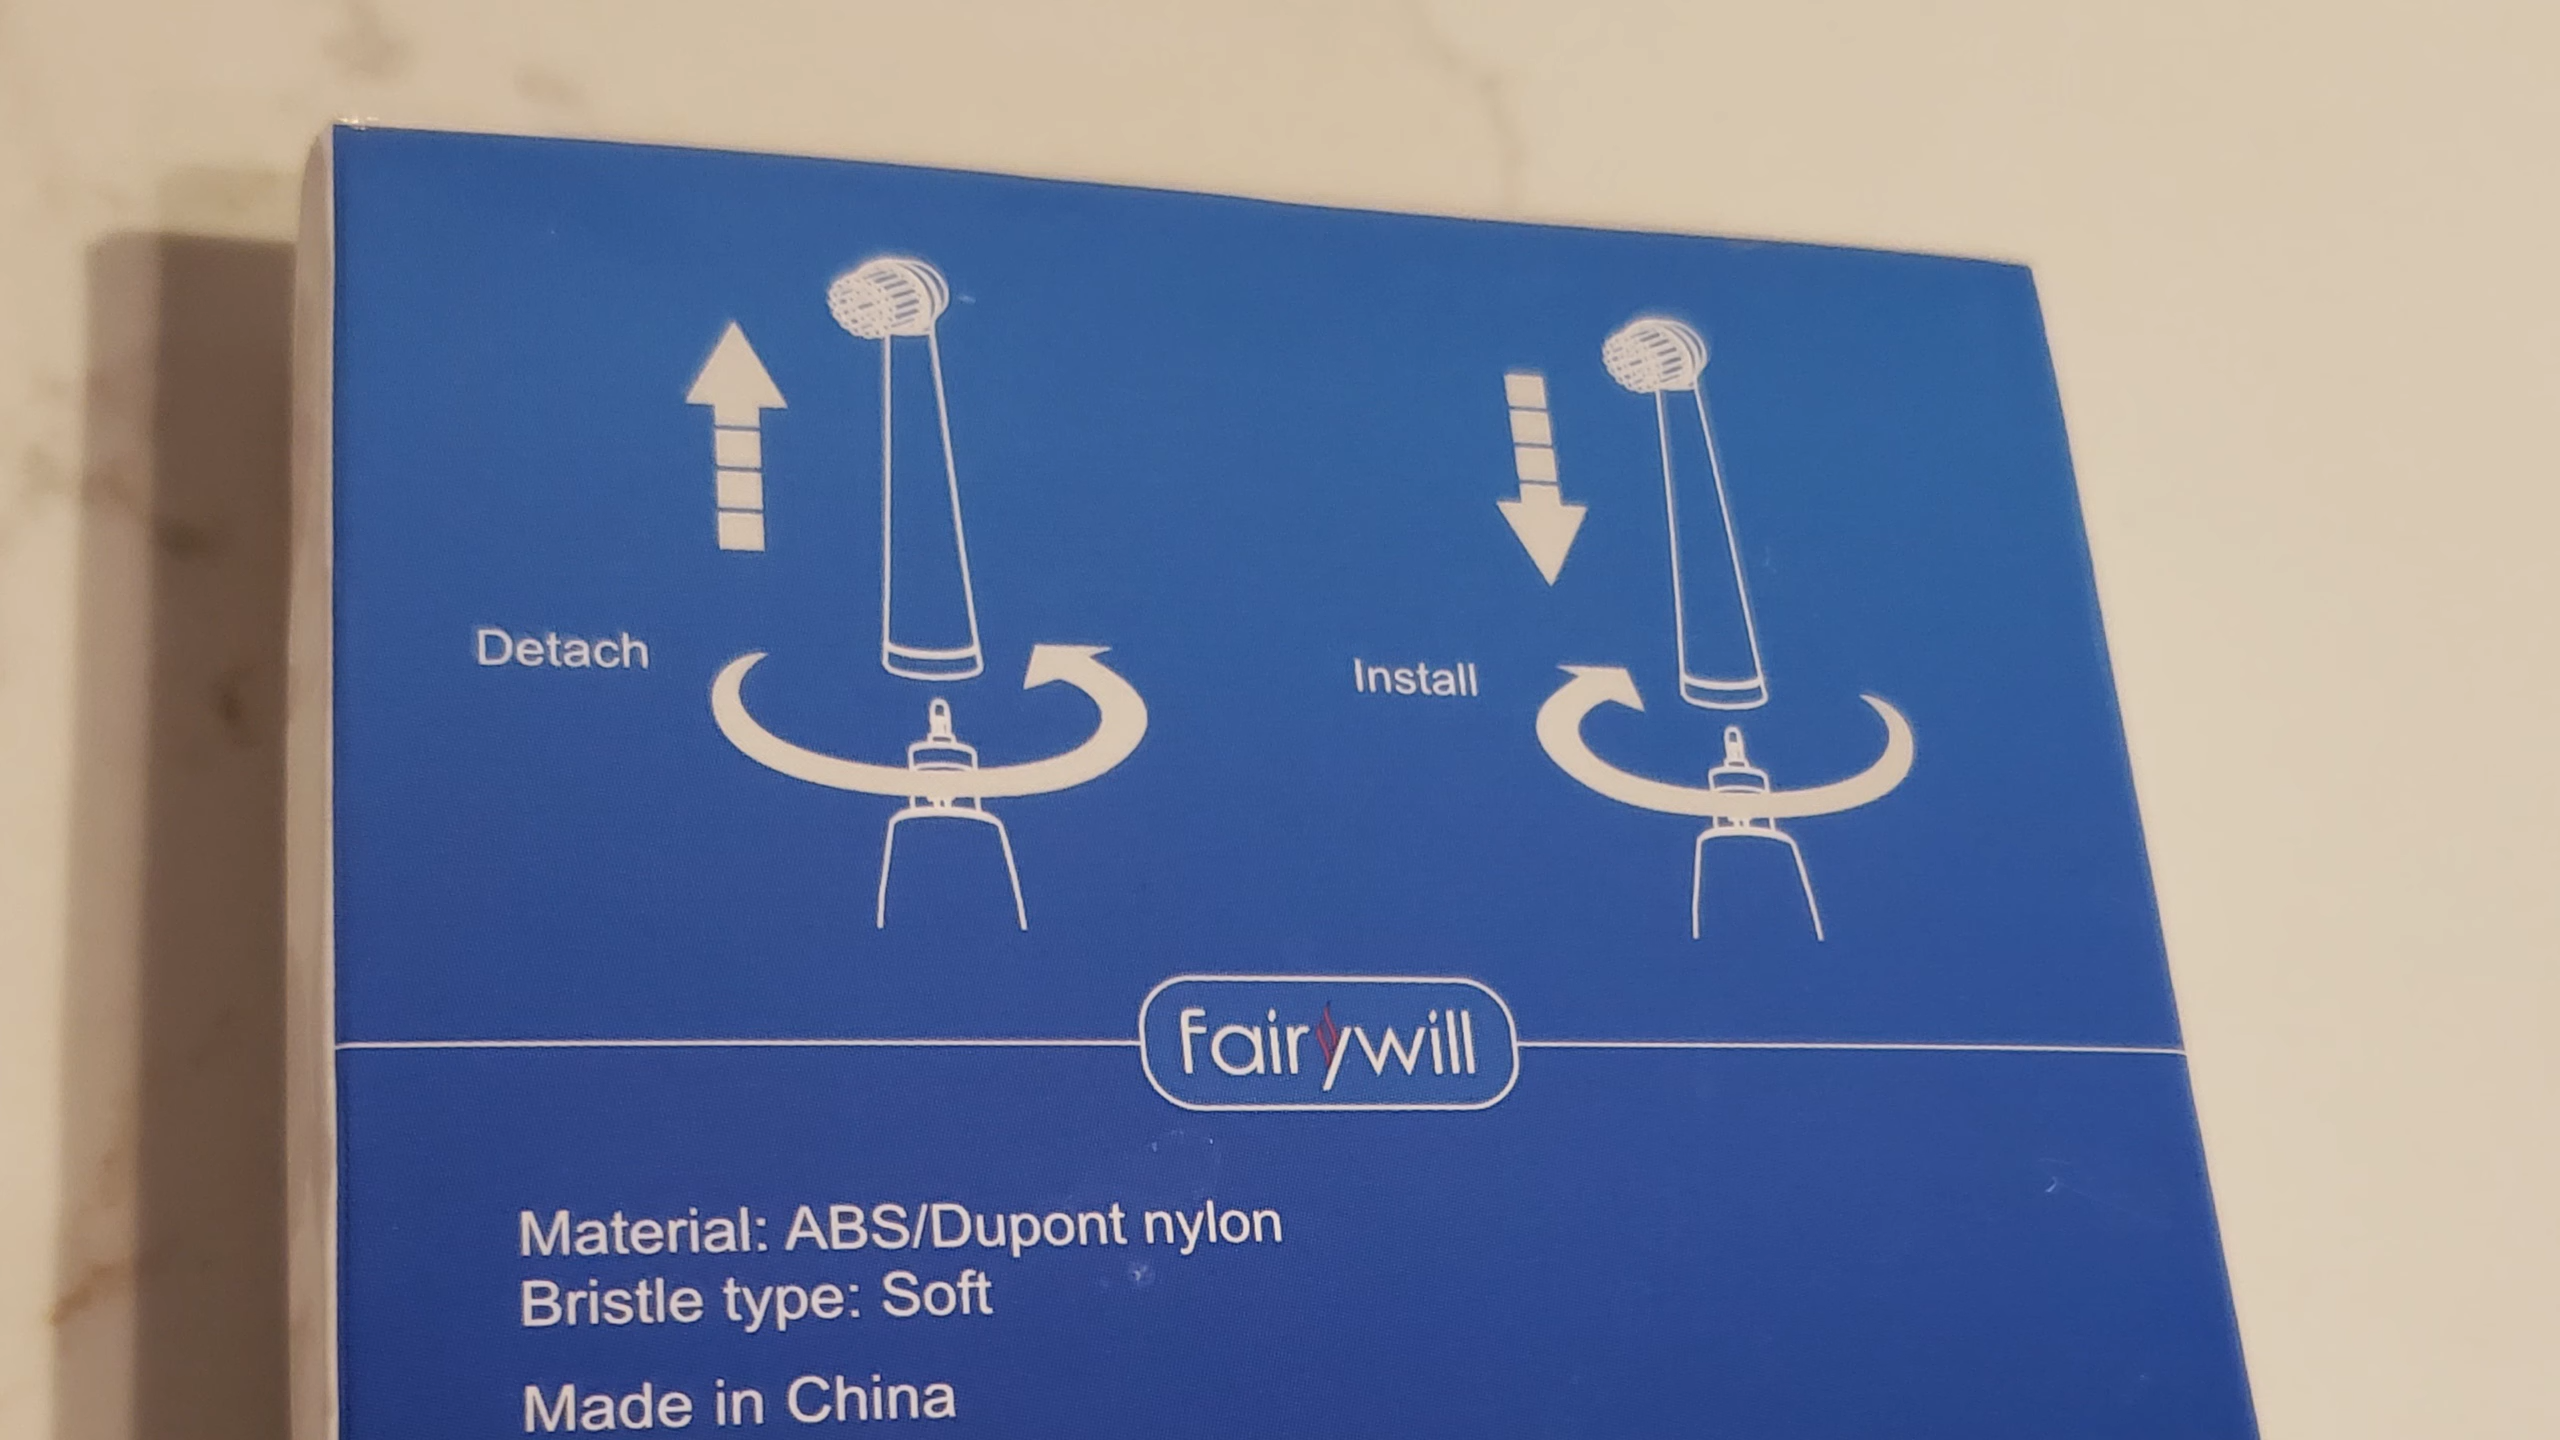 Detach
Install
fairywill
Material: ABS/Dupont nylon
Bristle type: Soft
Made in China